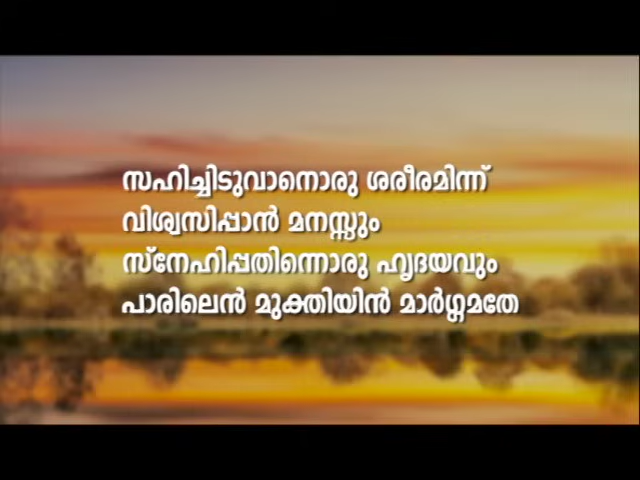 സഹിച്ചിടുവാനൊരു ശരീരമിന്ന്
വിശ്വസിപ്പാൻ മനസ്സും
സ്നേഹിപ്പതിന്നൊരു ഹൃദയവും
പാരിലെൻ മുക്തിയിൻ മാർഗ്ഗമതേ